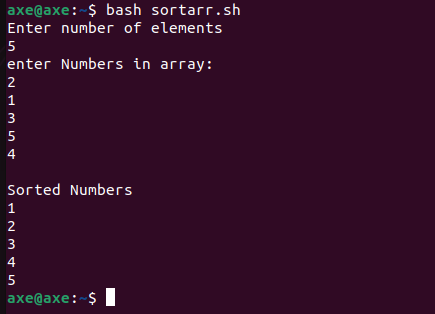 axe@axe:~$ bash sortarr.sh
Enter number of elements
5
enter Numbers in array:
2
1
3
5
4

Sorted Numbers
1
2
3
4
5
axe@axe:~$